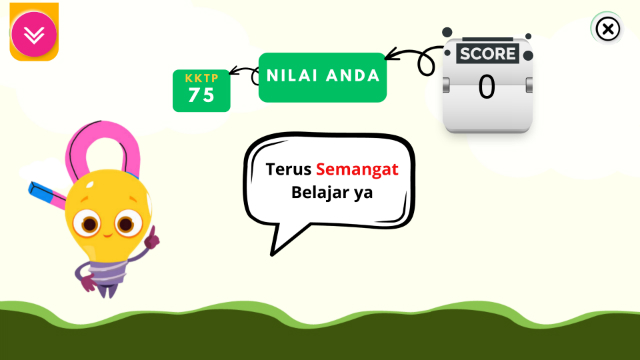 SCORE
0
NILAI ANDA
KKTP
75
Terus Semangat
Belajar ya